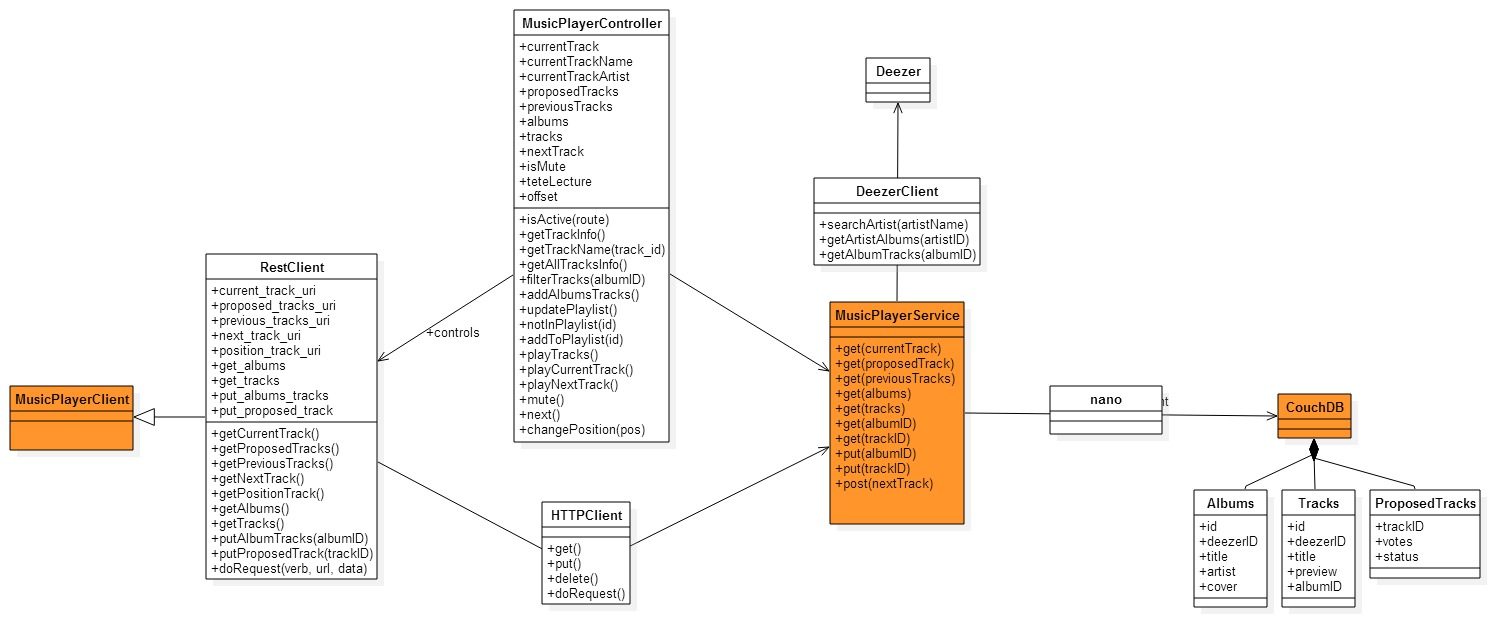 MusicPlayerController
+currentTrack
+currentTrackName
+currentTrackArtist
+proposedTracks
+previousTracks
+albums
+tracks
+nextTrack
+isMute
+teteLecture
+offset
+isActive(route)
+getTrackInfo()
+getTrackName(track_id)
+getAllTracksInfo()
+filterTracks(albumID)
+addAlbumsTracks()
+updatePlaylist()
+notInPlaylist(id)
+addToPlaylist(id)
+playTracks()
+playCurrentTrack()
+playNextTrack()
+mute()
+next()
+changePosition(pos)
Deezer
DeezerClient
+searchArtist(artistName)
+getArtistAlbums(artistID)
+getAlbumTracks(albumID)
RestClient
+current_track_uri
+proposed_tracks_uri
+previous_tracks_uri
+next_track_uri
+position_track_uri
+get_albums
+get_tracks
+put_albums_tracks
+put_proposed_track
+getCurrentTrack()
+getProposedTracks()
+getPreviousTracks()
+getNextTrack()
+getPositionTrack()
+getAlbums()
+getTracks()
+putAlbumTracks(albumID)
+putProposedTrack(trackID)
+doRequest(verb, url, data)
+controls
MusicPlayerService
+get(currentTrack)
+get(proposedTrack)
+get(previousTracks)
+get(albums)
+get(tracks)
+get(albumID)
+get(trackID)
+put(albumID)
+put(trackID)
+post(nextTrack)
MusicPlayerClient
nano
CouchDB
HTTPClient
+get()
+put()
+delete()
+doRequest()
Albums
+id
+deezerID
+title
+artist
+cover
Tracks
+id
+deezerID
+title
+preview
+albumID
ProposedTracks
+trackID
+votes
+status